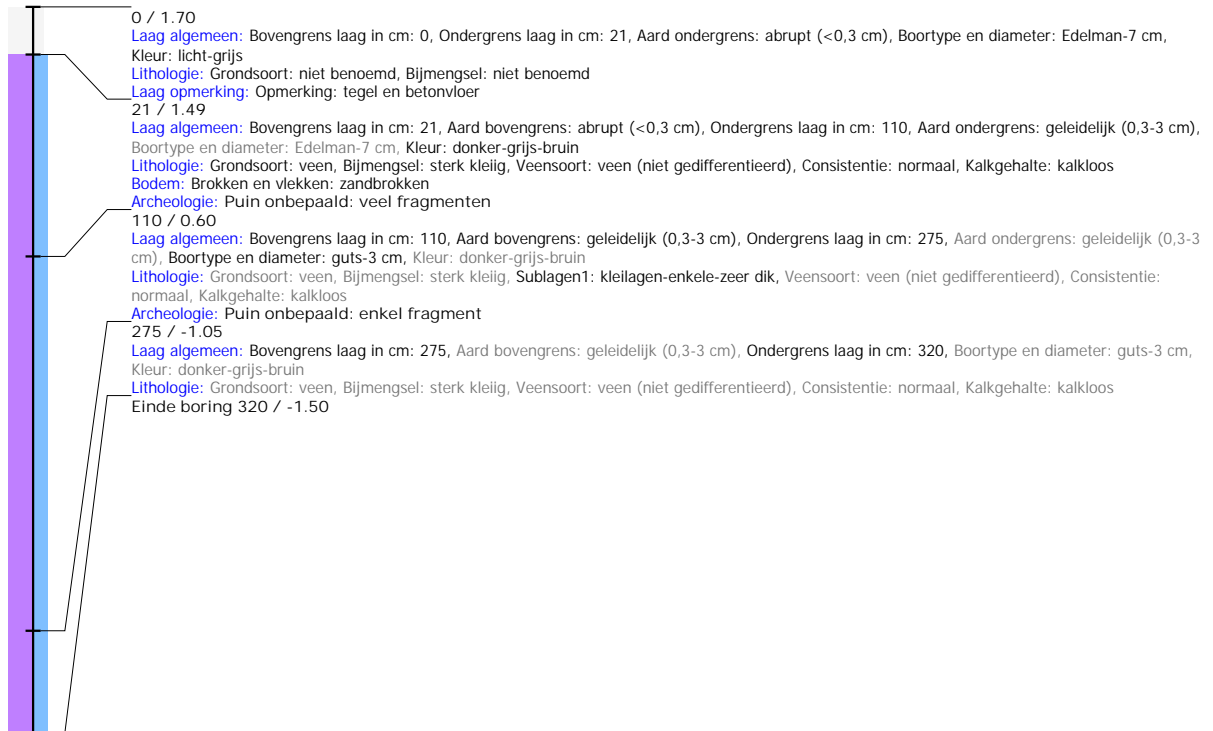 0 / 1.70
Laag algemeen: Bovengrens laag in cm: 0, Ondergrens laag in cm: 21, Aard ondergrens: abrupt (<0,3 cm), Boortype en diameter: Edelman-7 cm,
Kleur: licht-grijs
Lithologie: Grondsoort: niet benoemd, Bijmengsel: niet benoemd
Laag opmerking: Opmerking: tegel en betonvloer
21 / 1.49
Laag algemeen: Bovengrens laag in cm: 21, Aard bovengrens: abrupt (<0,3 cm), Ondergrens laag in cm: 110, Aard ondergrens: geleidelijk (0,3-3 cm),
Boortype en diameter: Edelman-7 cm, Kleur: donker-grijs-bruin
Lithologie: Grondsoort: veen, Bijmengsel: sterk kleiig, Veensoort: veen (niet gedifferentieerd), Consistentie: normaal, Kalkgehalte: kalkloos
Bodem: Brokken en vlekken: zandbrokken
Archeologie: Puin onbepaald: veel fragmenten
110 / 0.60
Laag algemeen: Bovengrens laag in cm: 110, Aard bovengrens: geleidelijk (0,3-3 cm), Ondergrens laag in cm: 275, Aard ondergrens: geleidelijk (0,3-3
cm), Boortype en diameter: guts-3 cm, Kleur: donker-grijs-bruin
Lithologie: Grondsoort: veen, Bijmengsel: sterk kleiig, Sublagen1: kleilagen-enkele-zeer dik, Veensoort: veen (niet gedifferentieerd), Consistentie:
normaal, Kalkgehalte: kalkloos
Archeologie: Puin onbepaald: enkel fragment
275 / -1.05
Laag algemeen: Bovengrens laag in cm: 275, Aard bovengrens: geleidelijk (0,3-3 cm), Ondergrens laag in cm: 320, Boortype en diameter: guts-3 cm,
Kleur: donker-grijs-bruin
Lithologie: Grondsoort: veen, Bijmengsel: sterk kleiig, Veensoort: veen (niet gedifferentieerd), Consistentie: normaal, Kalkgehalte: kalkloos
Einde boring 320 / -1.50